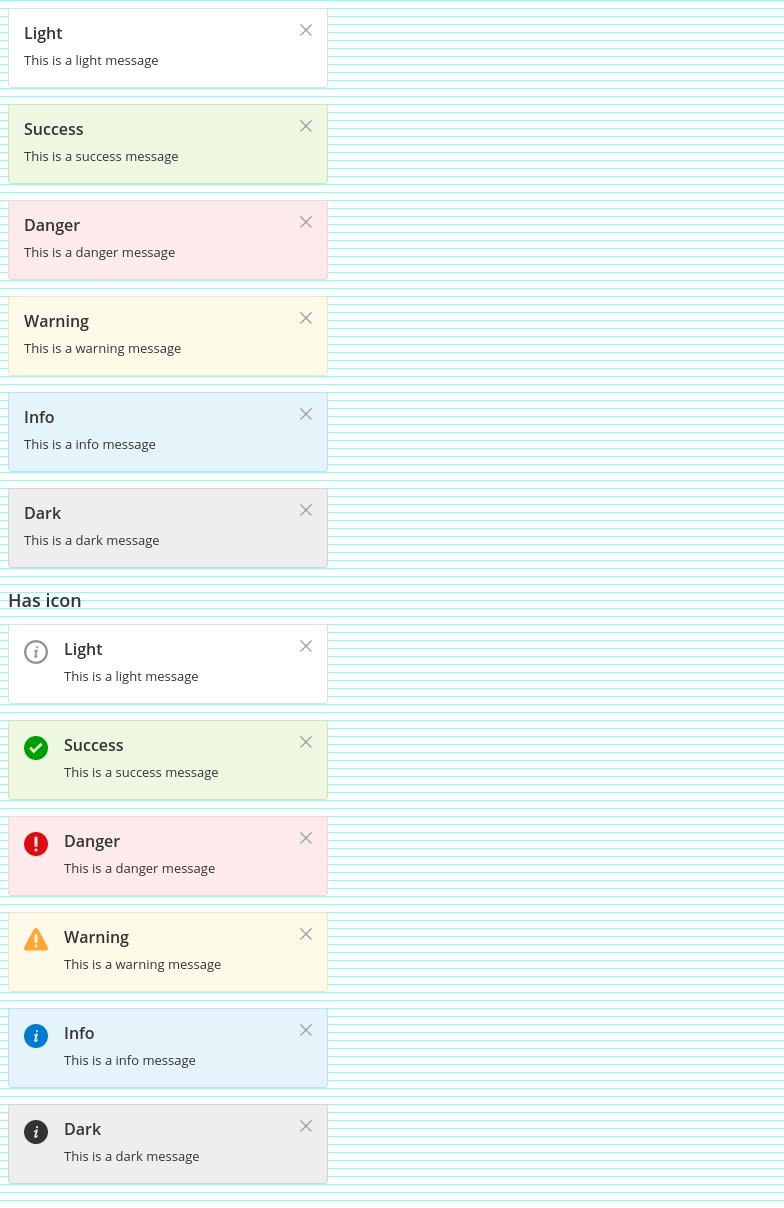 Light
This is a light message
Success
This is a success message
Danger
This is a danger message
Warning
This is a warning message
Info
This is a info message
Dark
This is a dark message
Has icon
Light
This is a light message
Success
This is a success message
Danger
This is a danger message
Warning
This is a warning message
Info
This is a info message
Dark
This is a dark message